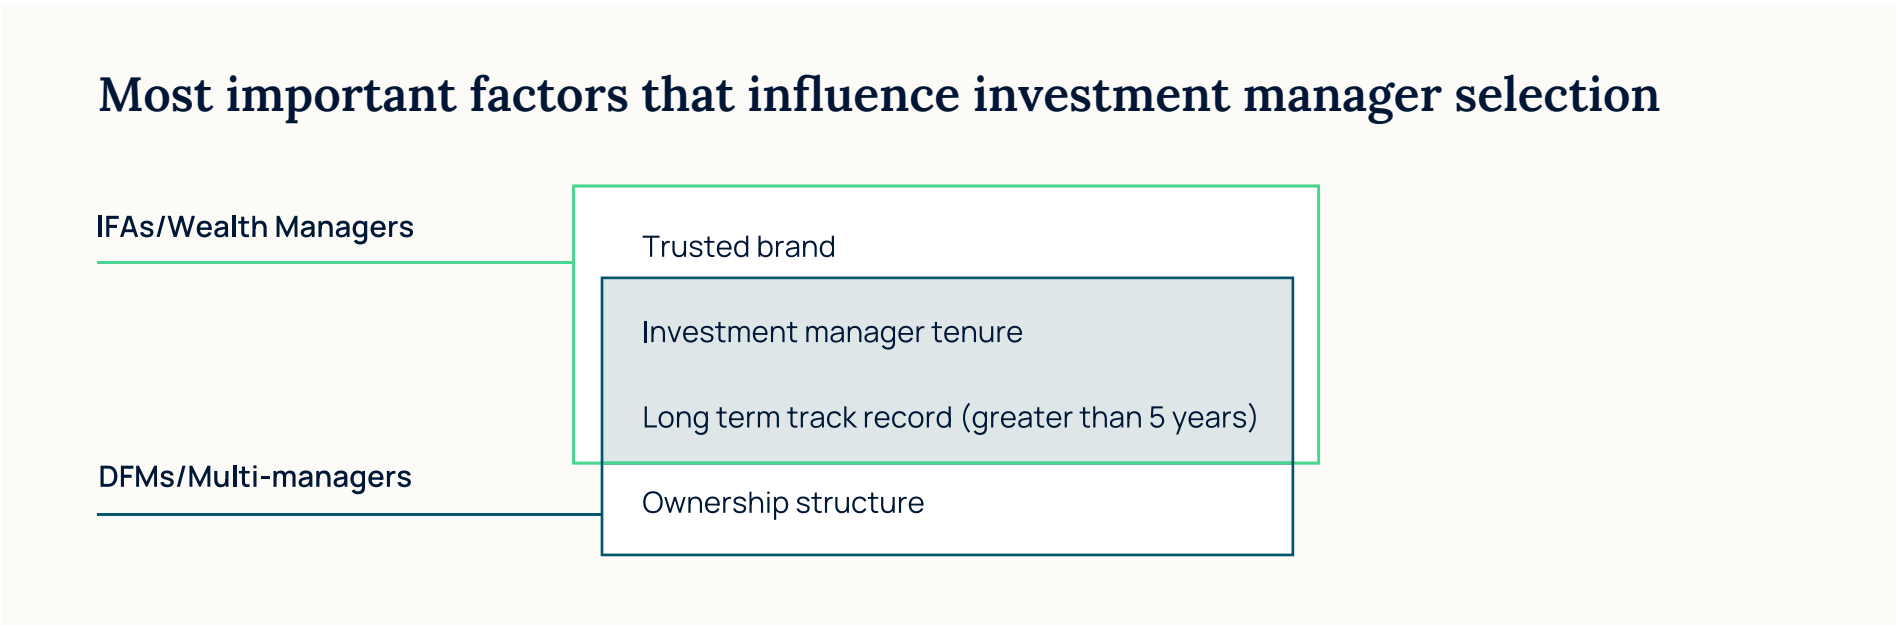 Most important factors that influence investment manager selection
IFAs/Wealth Managers
Trusted brand
Investment manager tenure
Long term track record (greater than 5 years)
DFMs/Multi-managers
Ownership structure